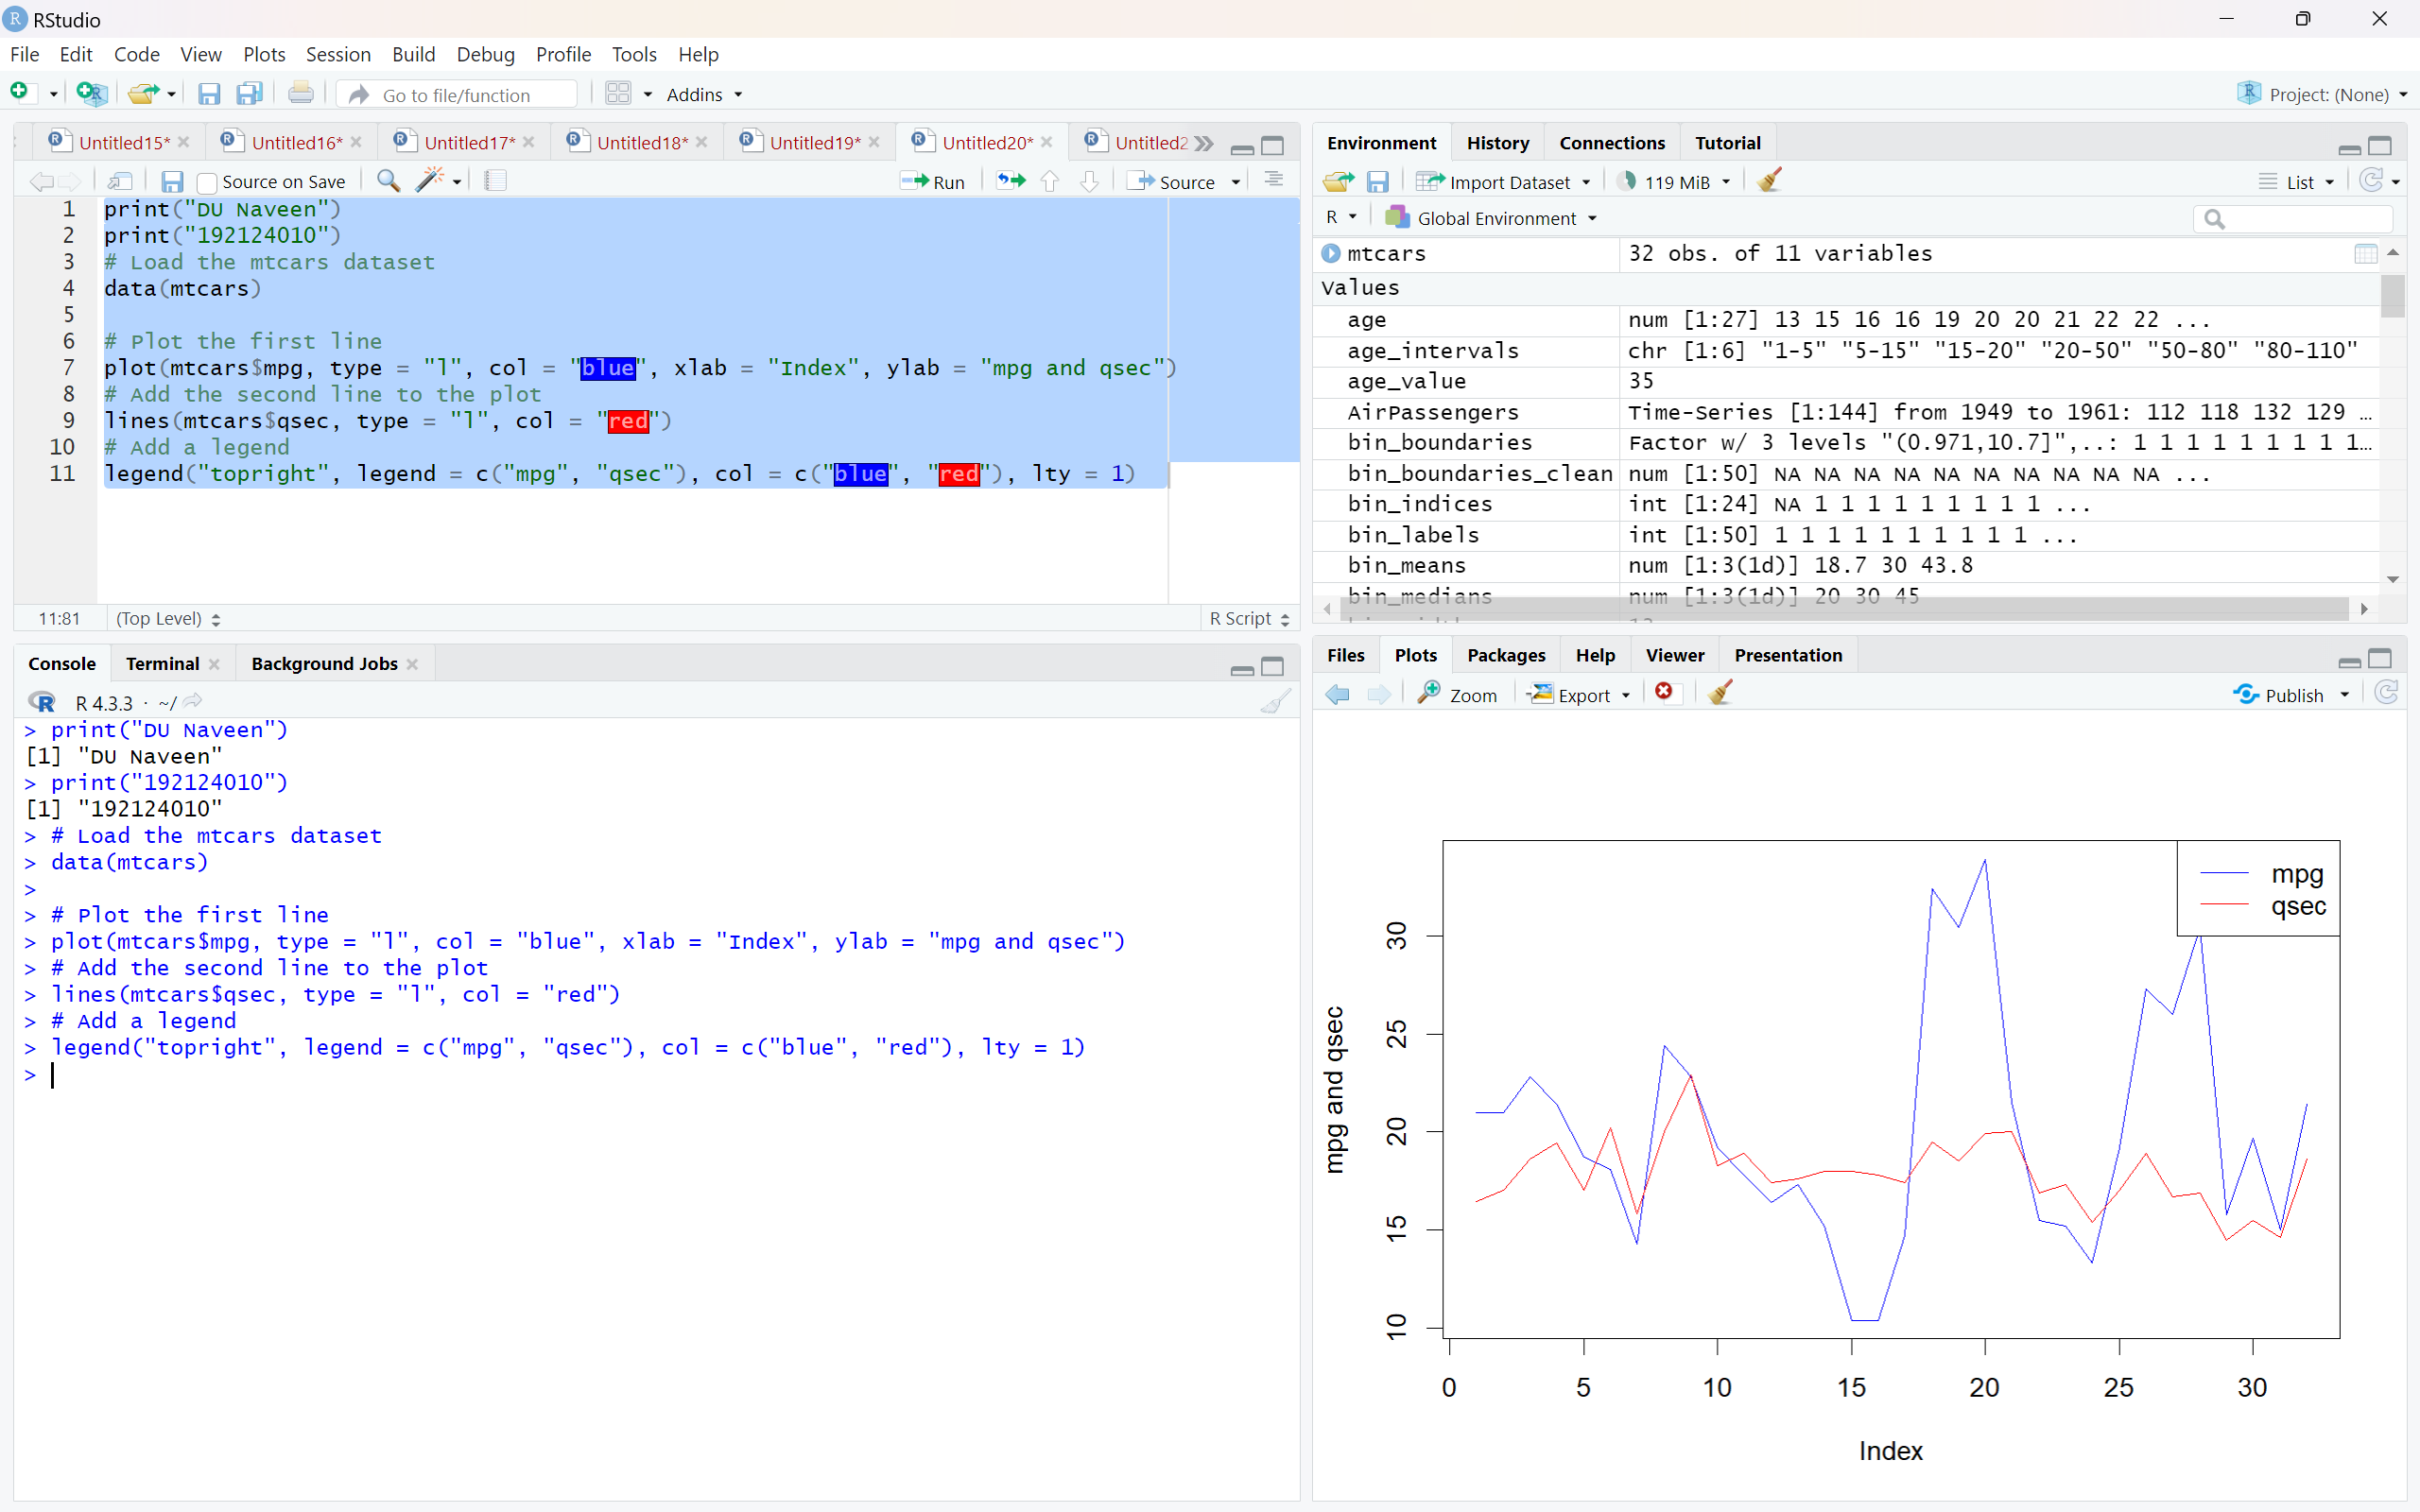 RStudio
File Edit Code View Plots Session Build Debug Profile Tools Help
Go to file/function Addins Project: (None)
Untitled15* Untitled16* Untitled17* Untitled18* Untitled19* Untitled20* Untitled2
Source on Save Run Source
1 print("DU Naveen")
2 print("192124010")
3 # Load the mtcars dataset
4 data(mtcars)
5
6 # Plot the first line
7 plot(mtcars$mpg, type = "l", col = "blue", xlab = "Index", ylab = "mpg and qsec")
8 # Add the second line to the plot
9 lines(mtcars$qsec, type = "l", col = "red")
10 # Add a legend
11 legend("topright", legend = c("mpg", "qsec"), col = c("blue", "red"), lty = 1)
11:81 (Top Level) R Script
Console Terminal Background Jobs
R 4.3.3 · ~/
> print("DU Naveen")
[1] "DU Naveen"
> print("192124010")
[1] "192124010"
> # Load the mtcars dataset
> data(mtcars)
>
> # Plot the first line
> plot(mtcars$mpg, type = "l", col = "blue", xlab = "Index", ylab = "mpg and qsec")
> # Add the second line to the plot
> lines(mtcars$qsec, type = "l", col = "red")
> # Add a legend
> legend("topright", legend = c("mpg", "qsec"), col = c("blue", "red"), lty = 1)
>
Environment History Connections Tutorial
Import Dataset 119 MiB List
R Global Environment
mtcars 32 obs. of 11 variables
Values
age num [1:27] 13 15 16 16 19 20 20 21 22 22 ...
age_intervals chr [1:6] "1-5" "5-15" "15-20" "20-50" "50-80" "80-110"
age_value 35
AirPassengers Time-Series [1:144] from 1949 to 1961: 112 118 132 129 …
bin_boundaries Factor w/ 3 levels "(0.971,10.7]",..: 1 1 1 1 1 1 1 1 1…
bin_boundaries_clean num [1:50] NA NA NA NA NA NA NA NA NA NA ...
bin_indices int [1:24] NA 1 1 1 1 1 1 1 1 1 ...
bin_labels int [1:50] 1 1 1 1 1 1 1 1 1 1 ...
bin_means num [1:3(1d)] 18.7 30 43.8
bin_medians num [1:3(1d)] 20 30 45
Files Plots Packages Help Viewer Presentation
Zoom Export Publish
mpg
qsec
mpg and qsec
30
25
20
15
10
0 5 10 15 20 25 30
Index